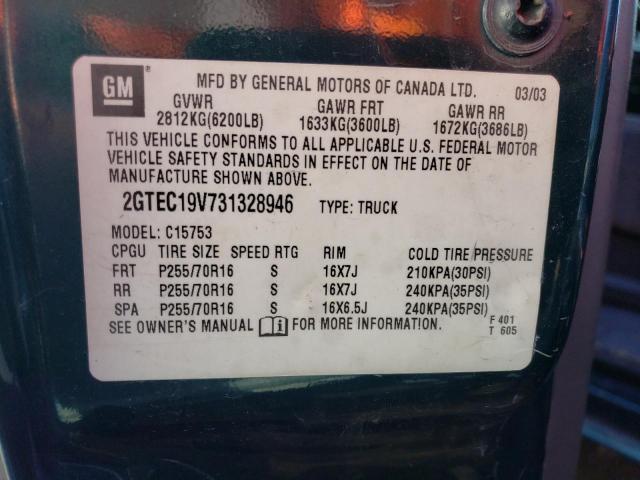 GM ®
MFD BY GENERAL MOTORS OF CANADA LTD. 03/03
GVWR GAWR FRT GAWR RR
2812KG(6200LB) 1633KG(3600LB) 1672KG(3686LB)
THIS VEHICLE CONFORMS TO ALL APPLICABLE U.S. FEDERAL MOTOR
VEHICLE SAFETY STANDARDS IN EFFECT ON THE DATE OF
MANUFACTURE SHOWN ABOVE.
2GTEC19V731328946 TYPE: TRUCK
MODEL: C15753
CPGU TIRE SIZE SPEED RTG RIM COLD TIRE PRESSURE
FRT P255/70R16 S 16X7J 210KPA(30PSI)
RR P255/70R16 S 16X7J 240KPA(35PSI)
SPA P255/70R16 S 16X6.5J 240KPA(35PSI)
SEE OWNER'S MANUAL FOR MORE INFORMATION. F 401
T 605